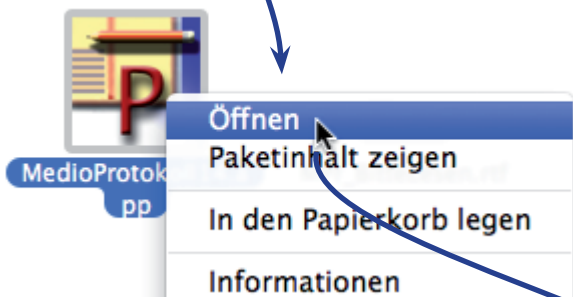 P
Öffnen
Paketinhalt zeigen
MedioProtok
pp
In den Papierkorb legen
Informationen